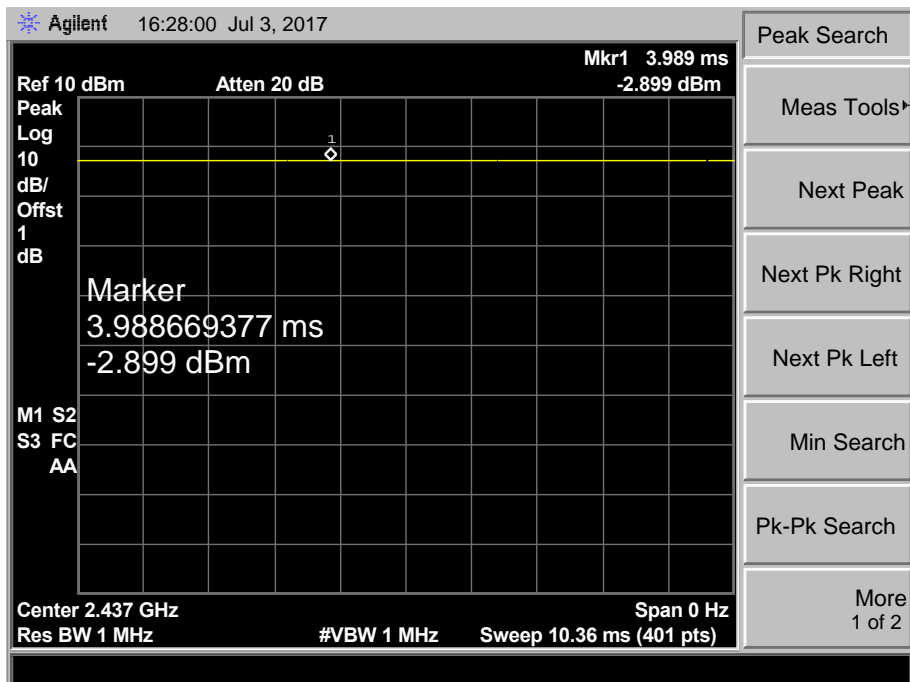 Agilent 16:28:00 Jul 3, 2017
Mkr1 3.989 ms
Ref 10 dBm Atten 20 dB -2.899 dBm
Peak
Log
10
dB/
Offst
1
dB
1
Marker
3.988669377 ms
-2.899 dBm
M1 S2
S3 FC
AA
Center 2.437 GHz Span 0 Hz
Res BW 1 MHz #VBW 1 MHz Sweep 10.36 ms (401 pts)
Peak Search
Meas Tools
Next Peak
Next Pk Right
Next Pk Left
Min Search
Pk-Pk Search
More
1 of 2